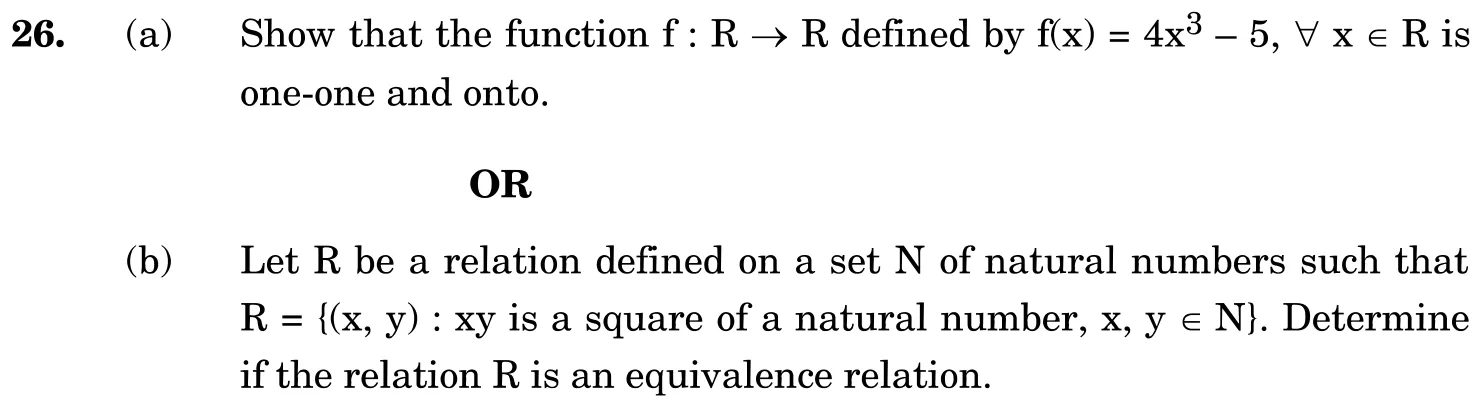 26. (a) Show that the function f : R → R defined by f(x) = 4x³ – 5, ∀ x ∈ R is
one-one and onto.
OR
(b) Let R be a relation defined on a set N of natural numbers such that
R = {(x, y) : xy is a square of a natural number, x, y ∈ N}. Determine
if the relation R is an equivalence relation.